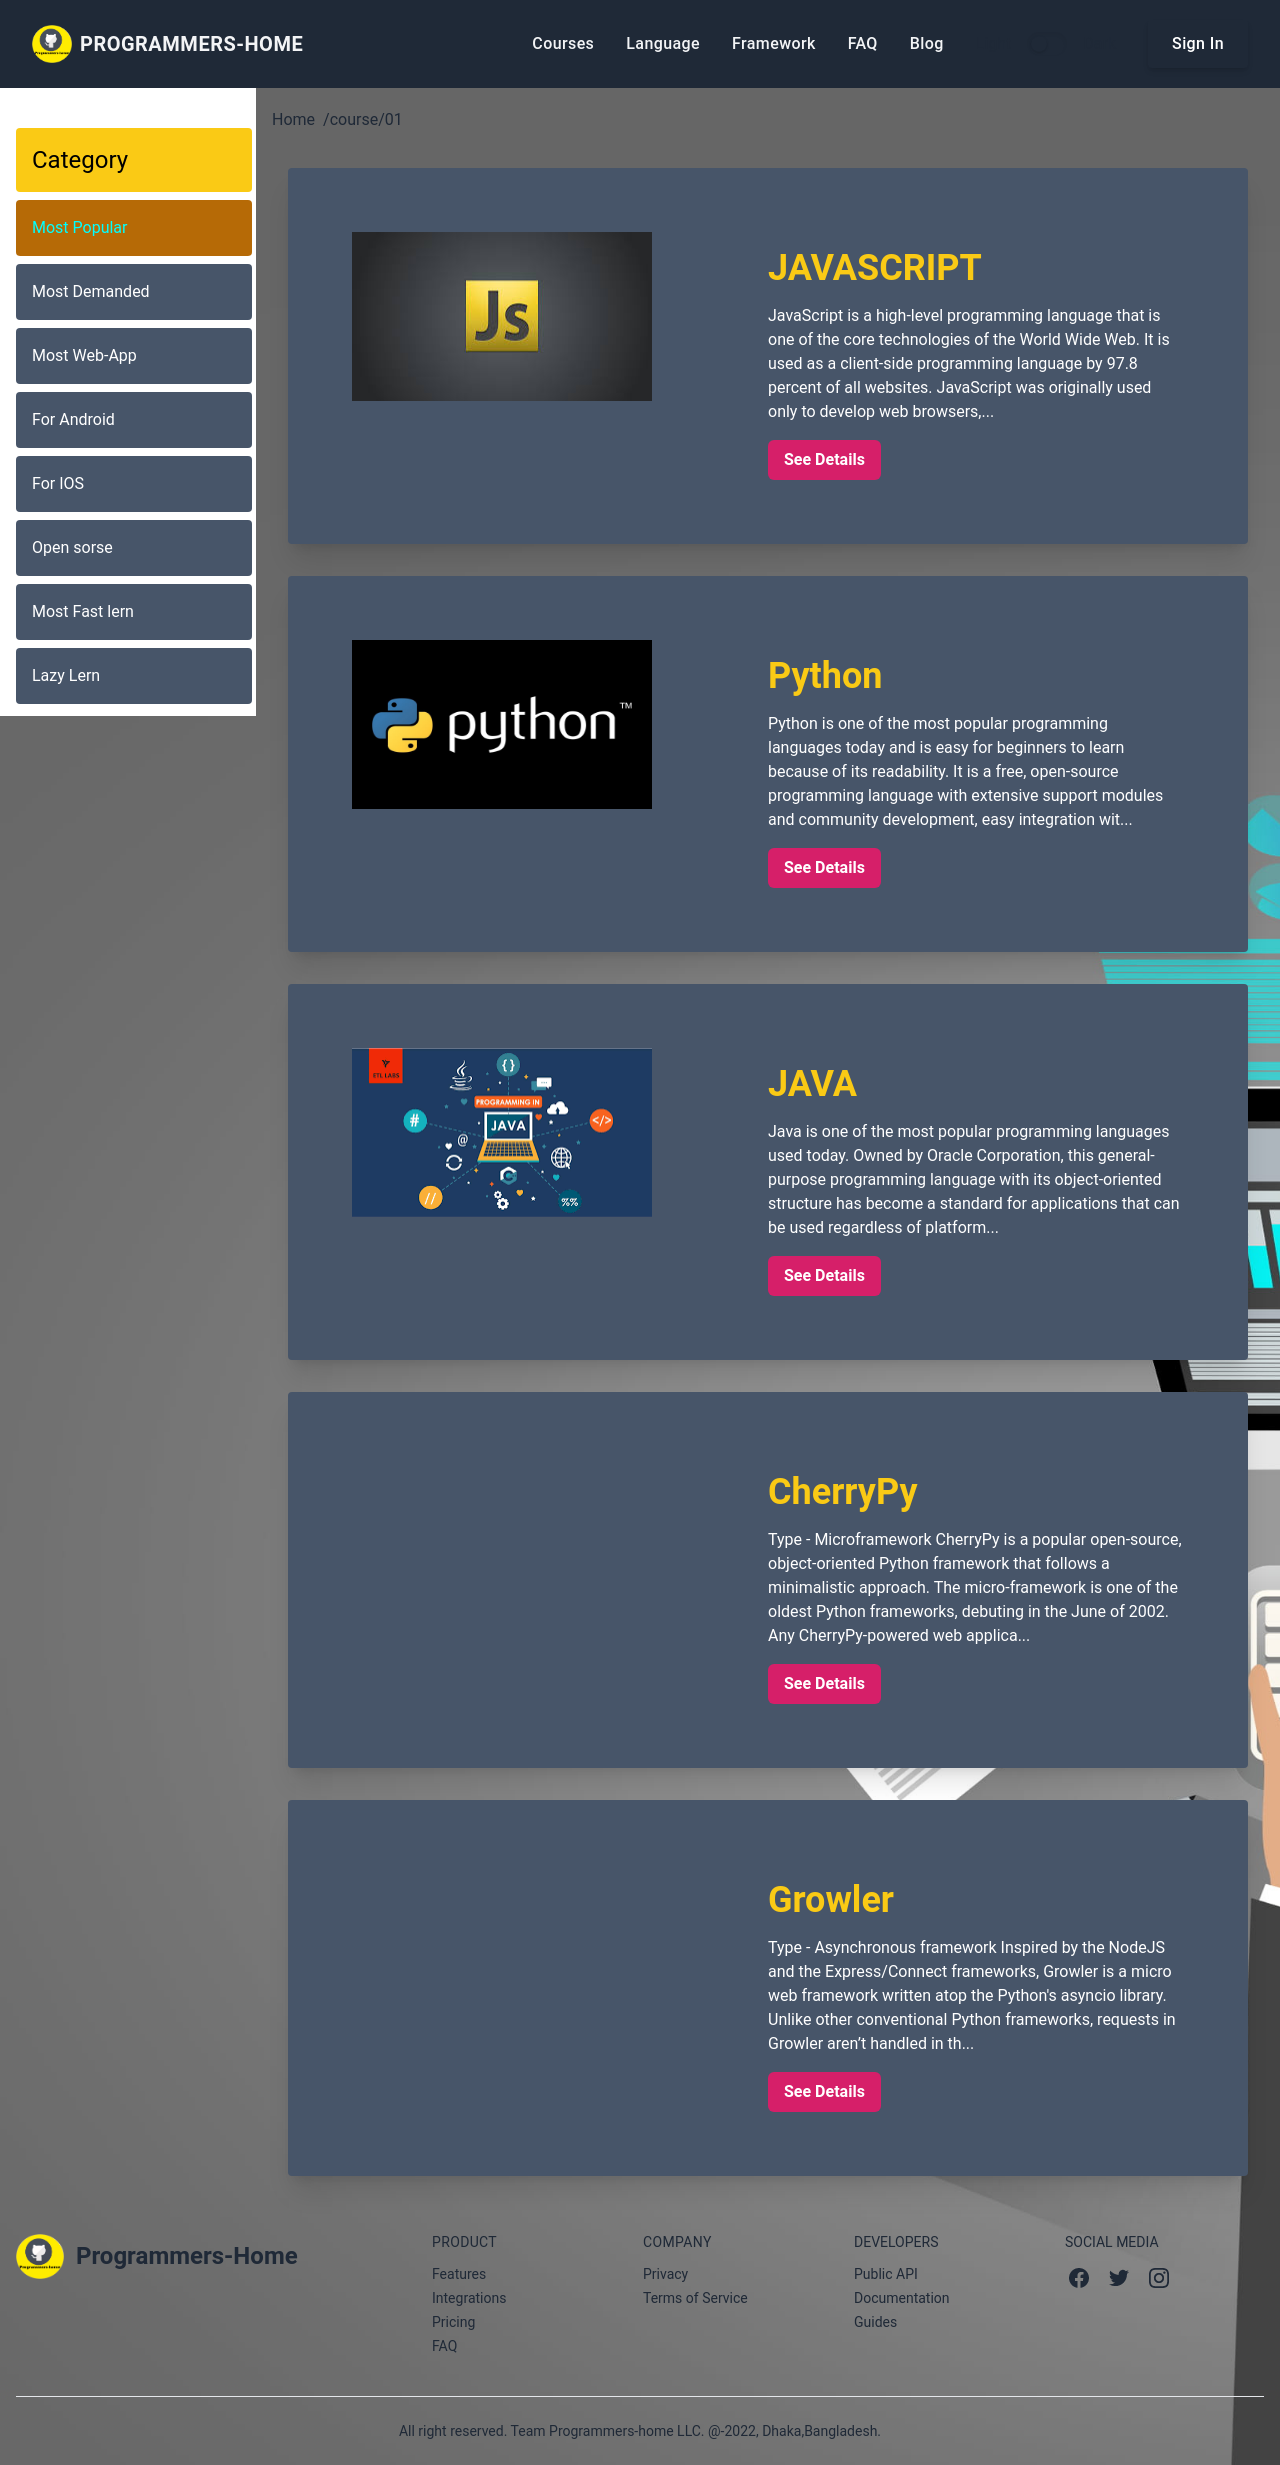 PROGRAMMERS-HOME
Courses
Language
Framework
FAQ
Blog
Sign In
Home /course/01
Category
Most Popular
Most Demanded
Most Web-App
For Android
For IOS
Open sorse
Most Fast lern
Lazy Lern
Js
JAVASCRIPT
JavaScript is a high-level programming language that is
one of the core technologies of the World Wide Web. It is
used as a client-side programming language by 97.8
percent of all websites. JavaScript was originally used
only to develop web browsers,...
See Details
python™
Python
Python is one of the most popular programming
languages today and is easy for beginners to learn
because of its readability. It is a free, open-source
programming language with extensive support modules
and community development, easy integration wit...
See Details
STL LABS
{ }
PROGRAMMING IN
JAVA
#
</>
@
//
%%
JAVA
Java is one of the most popular programming languages
used today. Owned by Oracle Corporation, this general-
purpose programming language with its object-oriented
structure has become a standard for applications that can
be used regardless of platform...
See Details
CherryPy
Type - Microframework CherryPy is a popular open-source,
object-oriented Python framework that follows a
minimalistic approach. The micro-framework is one of the
oldest Python frameworks, debuting in the June of 2002.
Any CherryPy-powered web applica...
See Details
Growler
Type - Asynchronous framework Inspired by the NodeJS
and the Express/Connect frameworks, Growler is a micro
web framework written atop the Python's asyncio library.
Unlike other conventional Python frameworks, requests in
Growler aren’t handled in th...
See Details
Programmers-Home
PRODUCT
Features
Integrations
Pricing
FAQ
COMPANY
Privacy
Terms of Service
DEVELOPERS
Public API
Documentation
Guides
SOCIAL MEDIA
All right reserved. Team Programmers-home LLC. @-2022, Dhaka,Bangladesh.